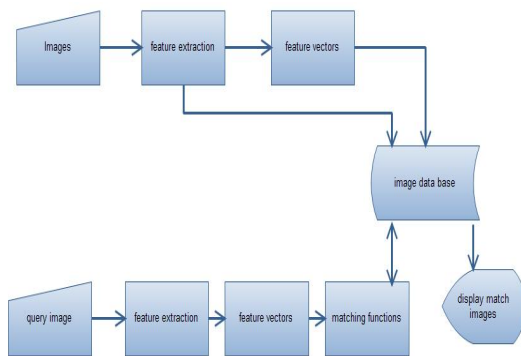 Images
feature extraction
feature vectors
image data base
query image
feature extraction
feature vectors
matching functions
display match
images